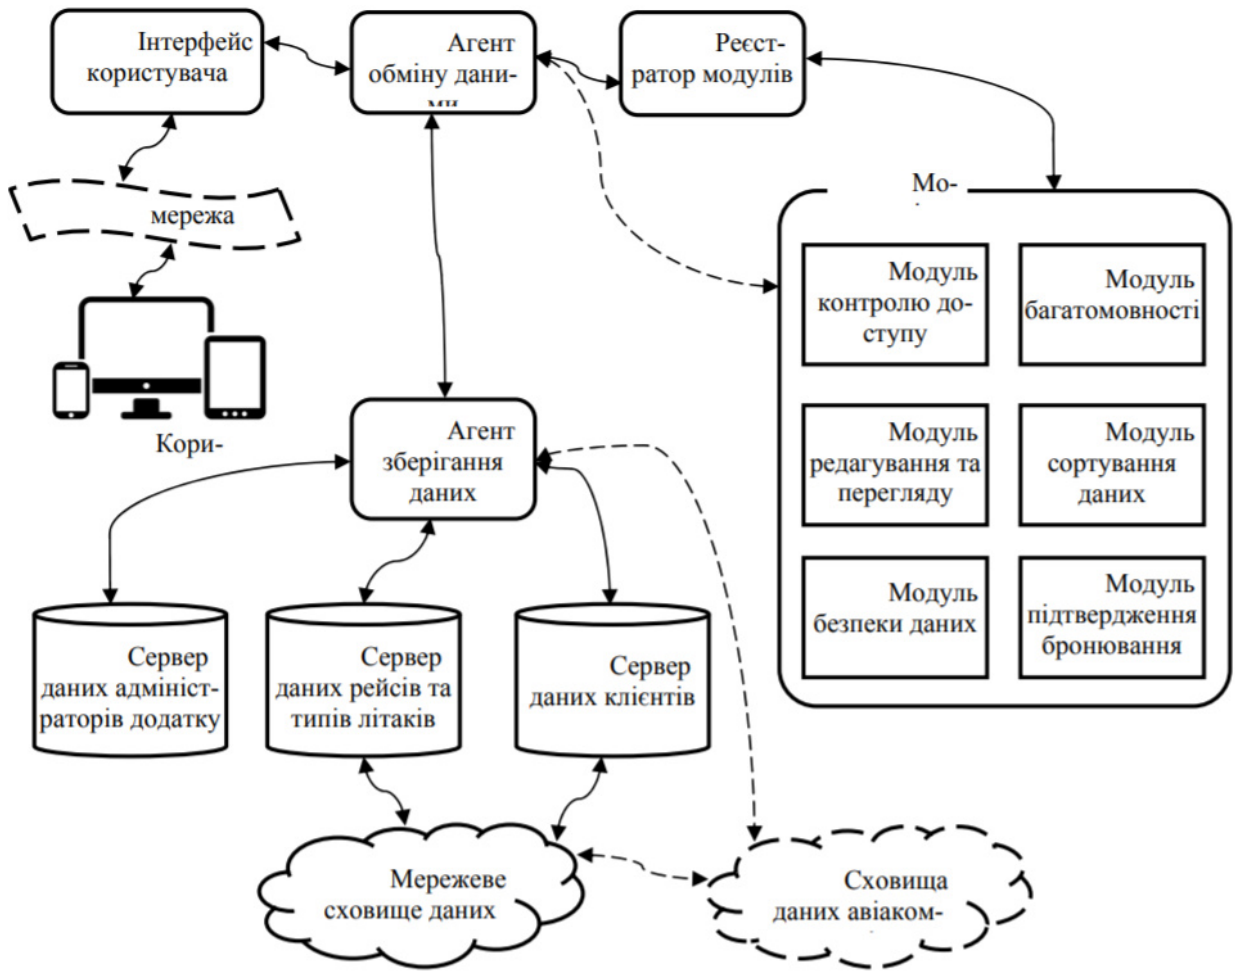 Інтерфейс
користувача
Агент
обміну дани-
ми
Реєст-
ратор модулів
мережа
Мо-
Модуль
контролю до-
ступу
Модуль
багатомовності
Кори-
Агент
зберігання
даних
Модуль
редагування та
перегляду
Модуль
сортування
даних
Модуль
безпеки даних
Модуль
підтвердження
бронювання
Сервер
даних адмініст-
раторів додатку
Сервер
даних рейсів та
типів літаків
Сервер
даних клієнтів
Мережеве
сховище даних
Сховища
даних авіаком-